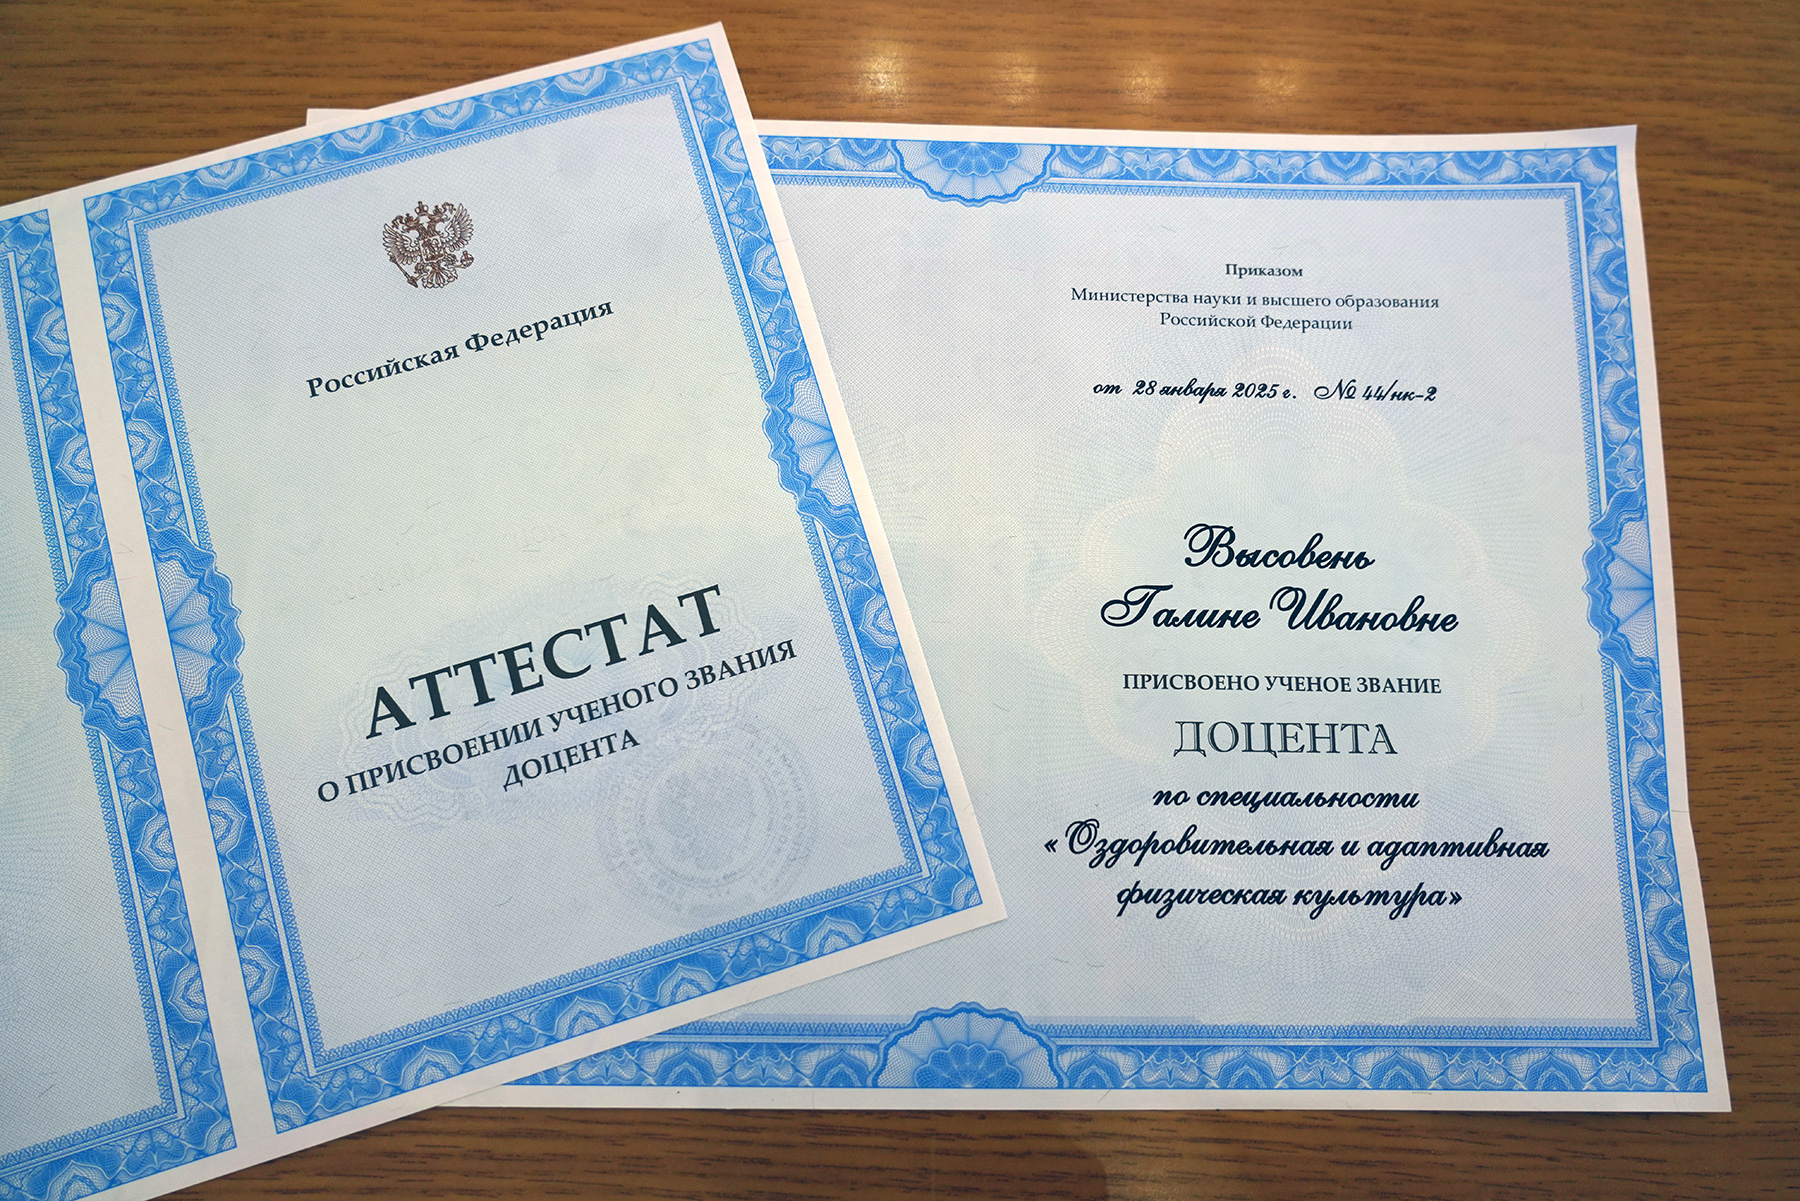 Российская Федерация
АТТЕСТАТ
О ПРИСВОЕНИИ УЧЕНОГО ЗВАНИЯ
ДОЦЕНТА
Приказом
Министерства науки и высшего образования
Российской Федерации
от 28 января 2025 г. № 44/нк-2
Высовень
Галине Ивановне
ПРИСВОЕНО УЧЕНОЕ ЗВАНИЕ
ДОЦЕНТА
по специальности
«Оздоровительная и адаптивная
физическая культура»